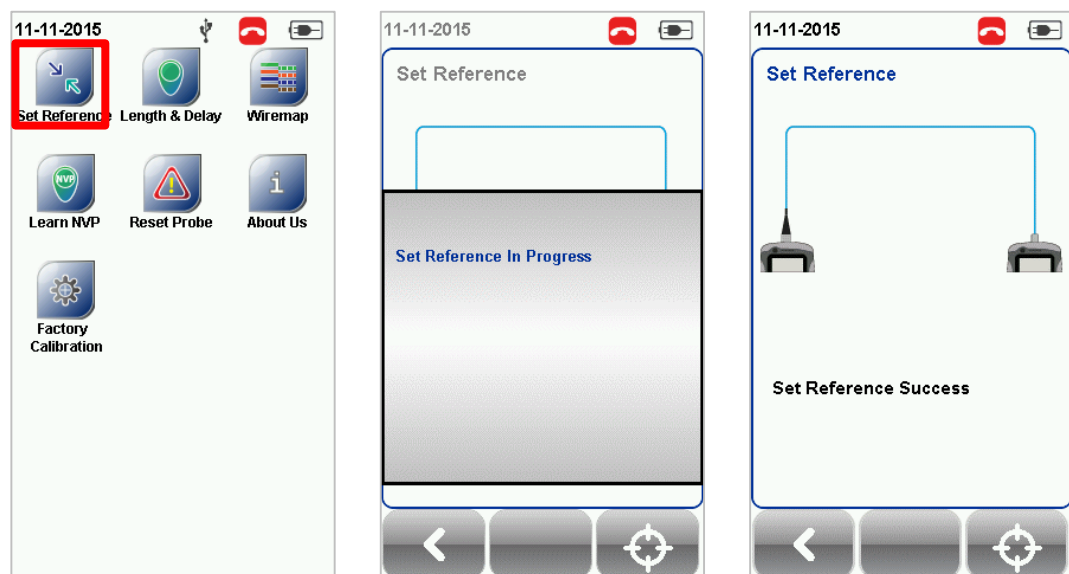 11-11-2015
Set Reference
Length & Delay
Wiremap
NVP
Learn NVP
Reset Probe
About Us
Factory
Calibration
11-11-2015
Set Reference
Set Reference In Progress
11-11-2015
Set Reference
Set Reference Success